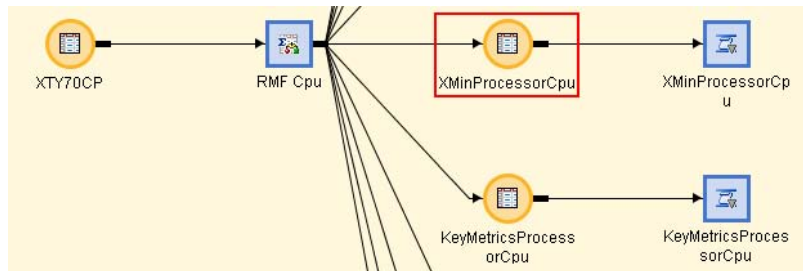 XTY70CP
RMF Cpu
XMinProcessorCpu
XMinProcessorCp
u
KeyMetricsProcess
orCpu
KeyMetricsProces
sorCpu